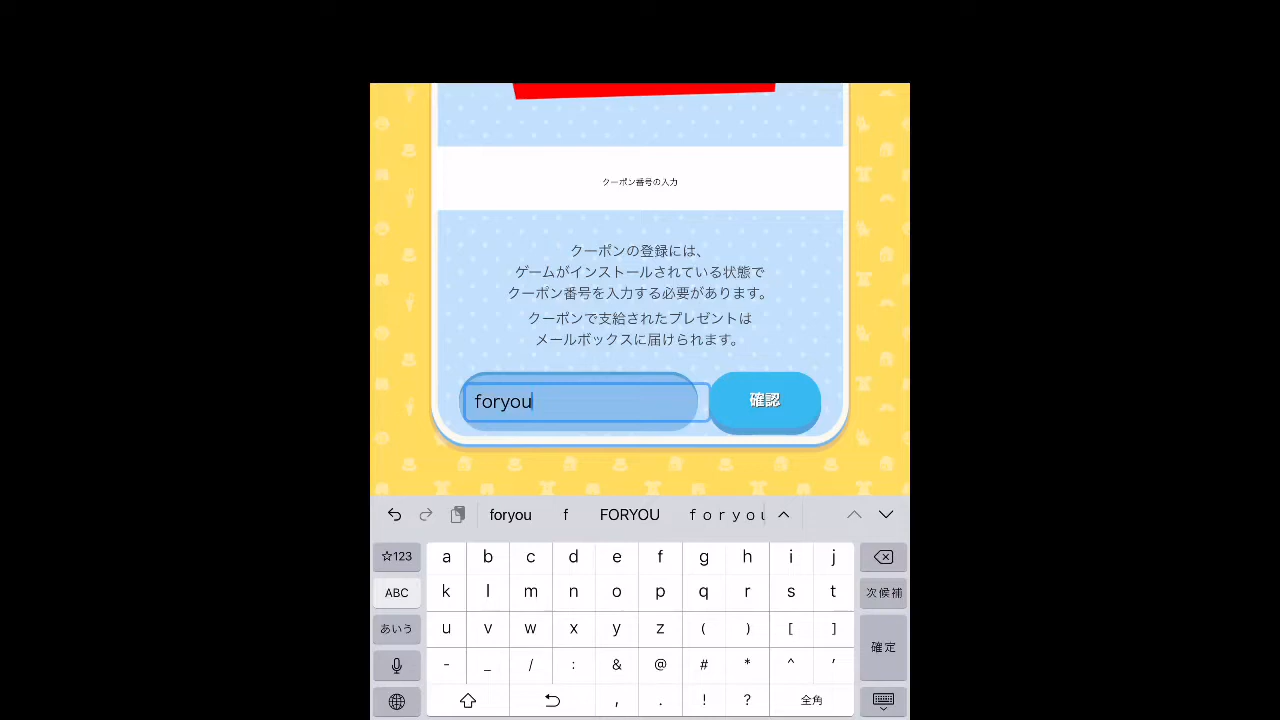 クーポン番号の入力
クーポンの登録には、
ゲームがインストールされている状態で
クーポン番号を入力する必要があります。
クーポンで支給されたプレゼントは
メールボックスに届けられます。
foryou 確認
foryou f FORYOU ｆｏｒｙｏｕ
☆123 a b c d e f g h i j
ABC k l m n o p q r s t 次候補
あいう u v w x y z ( ) [ ] 確定
- _ / : & @ # * ^ ′
, . ! ? 全角